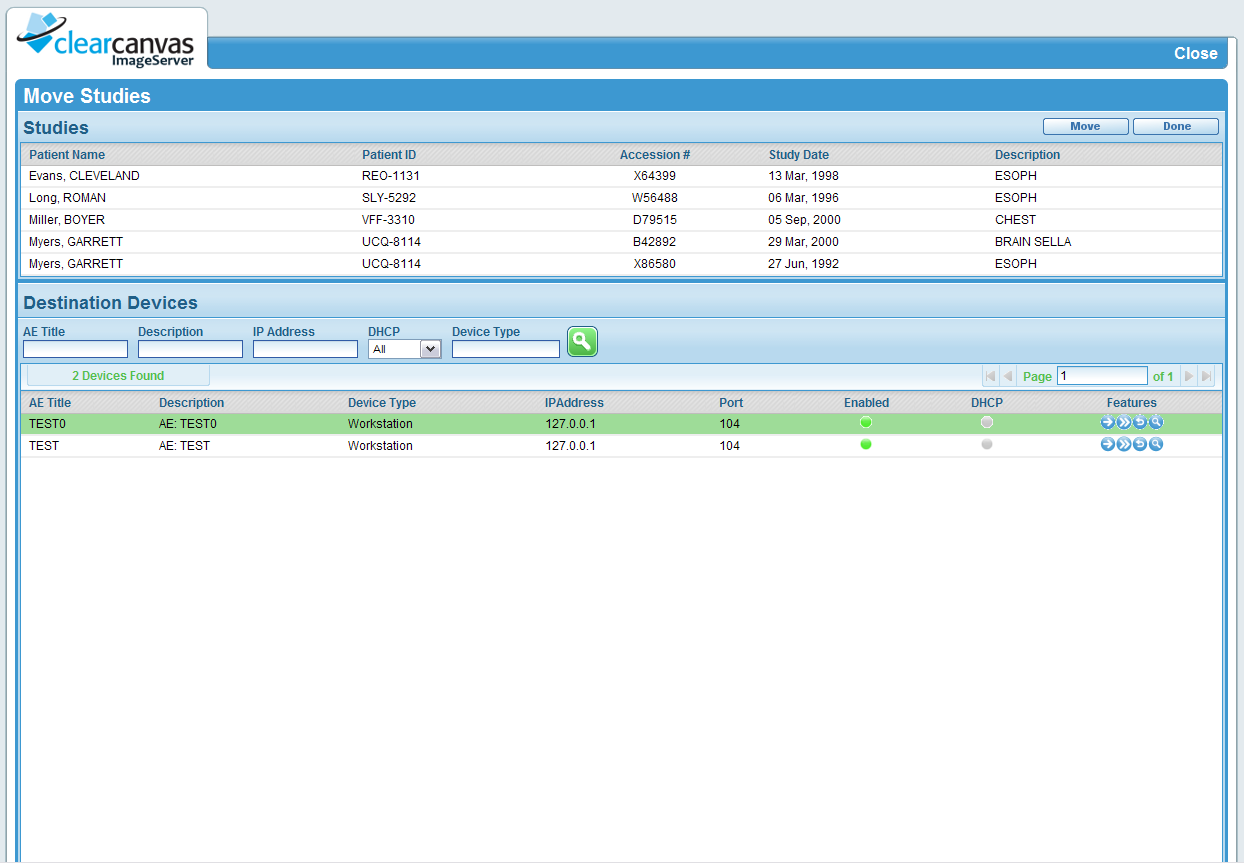 clearcanvas
ImageServer
Close
Move Studies
Studies Move Done
Patient Name Patient ID Accession # Study Date Description
Evans, CLEVELAND REO-1131 X64399 13 Mar, 1998 ESOPH
Long, ROMAN SLY-5292 W56488 06 Mar, 1996 ESOPH
Miller, BOYER VFF-3310 D79515 05 Sep, 2000 CHEST
Myers, GARRETT UCQ-8114 B42892 29 Mar, 2000 BRAIN SELLA
Myers, GARRETT UCQ-8114 X86580 27 Jun, 1992 ESOPH
Destination Devices
AE Title Description IP Address DHCP Device Type
All
2 Devices Found Page 1 of 1
AE Title Description Device Type IPAddress Port Enabled DHCP Features
TEST0 AE: TEST0 Workstation 127.0.0.1 104
TEST AE: TEST Workstation 127.0.0.1 104